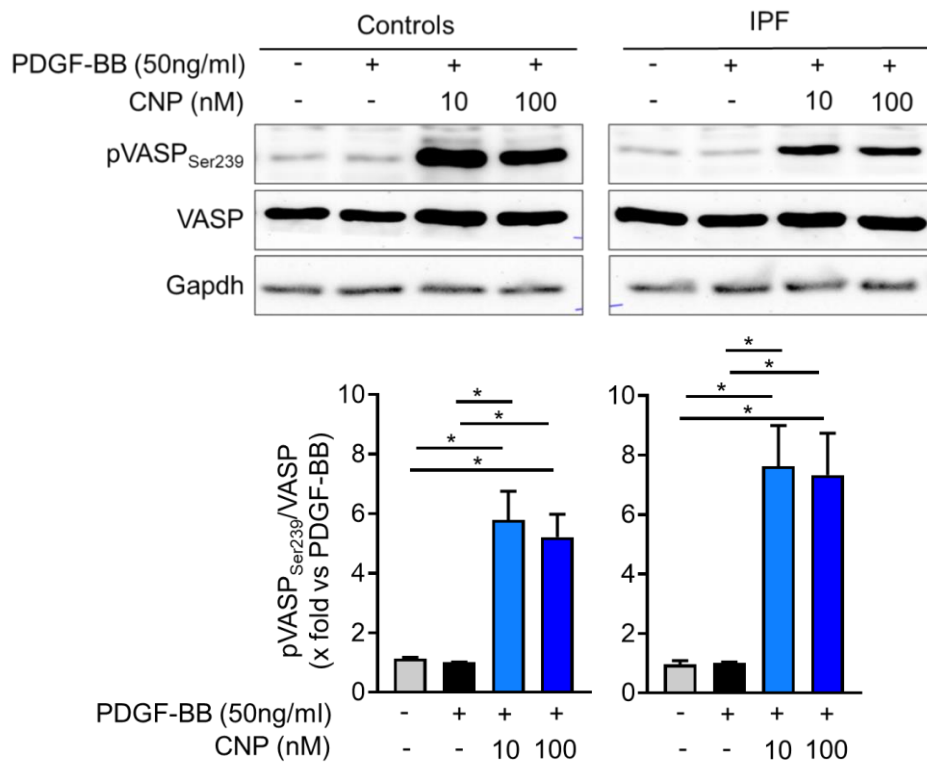 Controls IPF
PDGF-BB (50ng/ml) - + + + - + + +
CNP (nM) - - 10 100 - - 10 100
pVASPSer239
VASP
Gapdh
* * * *
* * * *
pVASPSer239/VASP
(x fold vs PDGF-BB)
10 8 6 4 2 0
10 8 6 4 2 0
PDGF-BB (50ng/ml) - + + + - + + +
CNP (nM) - - 10 100 - - 10 100